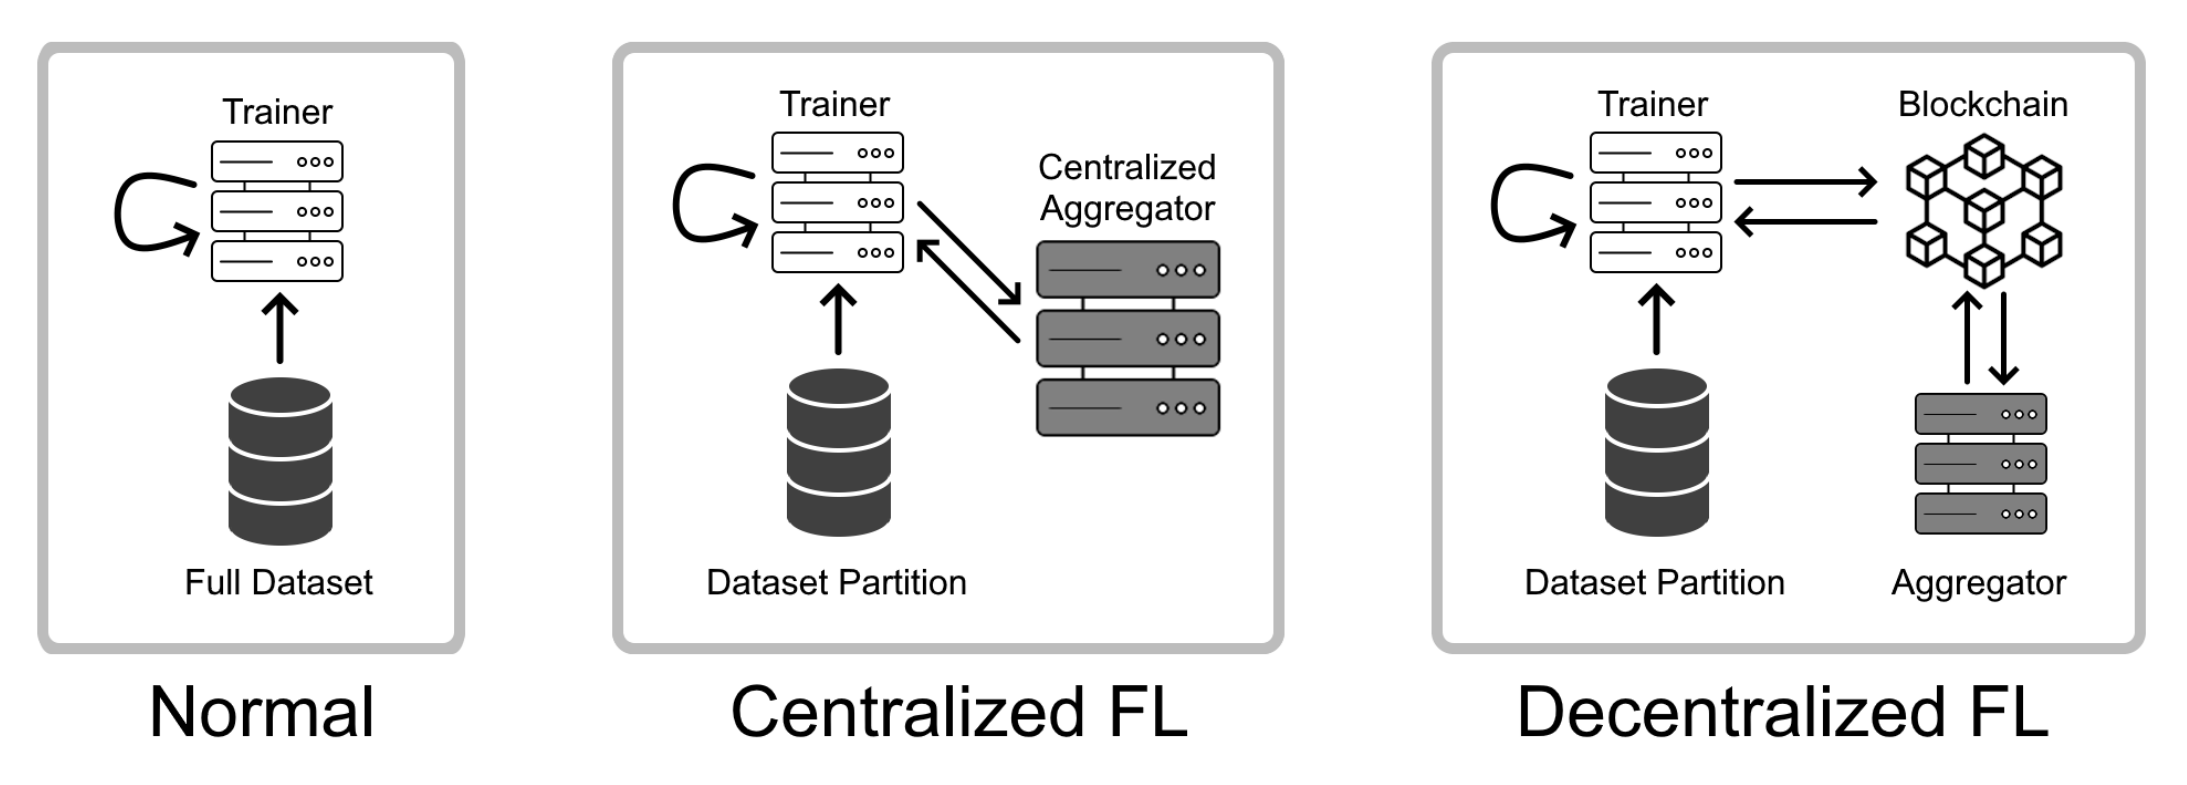 Trainer
Full Dataset
Normal
Trainer
Centralized
Aggregator
Dataset Partition
Centralized FL
Trainer
Blockchain
Dataset Partition
Aggregator
Decentralized FL